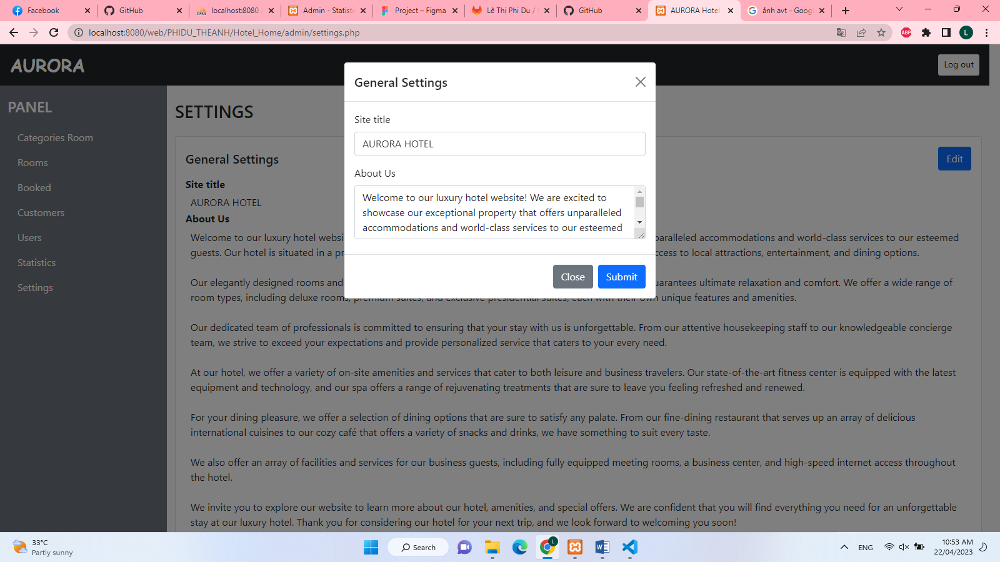 Facebook
GitHub
localhost:8080 /
Admin - Statisti
Project – Figma
Lê Thị Phi Du /
GitHub
AURORA Hotel
ảnh avt - Goog
localhost:8080/web/PHIDU_THEANH/Hotel_Home/admin/settings.php
ABP
L
AURORA
Log out
PANEL
Categories Room
Rooms
Booked
Customers
Users
Statistics
Settings
SETTINGS
General Settings
Edit
Site title
AURORA HOTEL
About Us
Welcome to our luxury hotel websi
paralleled accommodations and world-class services to our esteemed
guests. Our hotel is situated in a pr
ccess to local attractions, entertainment, and dining options.
Our elegantly designed rooms and
uarantees ultimate relaxation and comfort. We offer a wide range of
room types, including deluxe rooms, premium suites, and exclusive presidential suites, each with their own unique features and amenities.
Our dedicated team of professionals is committed to ensuring that your stay with us is unforgettable. From our attentive housekeeping staff to our knowledgeable concierge
team, we strive to exceed your expectations and provide personalized service that caters to your every need.
At our hotel, we offer a variety of on-site amenities and services that cater to both leisure and business travelers. Our state-of-the-art fitness center is equipped with the latest
equipment and technology, and our spa offers a range of rejuvenating treatments that are sure to leave you feeling refreshed and renewed.
For your dining pleasure, we offer a selection of dining options that are sure to satisfy any palate. From our fine-dining restaurant that serves up an array of delicious
international cuisines to our cozy café that offers a variety of snacks and drinks, we have something to suit every taste.
We also offer an array of facilities and services for our business guests, including fully equipped meeting rooms, a business center, and high-speed internet access throughout
the hotel.
We invite you to explore our website to learn more about our hotel, amenities, and special offers. We are confident that you will find everything you need for an unforgettable
stay at our luxury hotel. Thank you for considering our hotel for your next trip, and we look forward to welcoming you soon!
General Settings
Site title
AURORA HOTEL
About Us
Welcome to our luxury hotel website! We are excited to
showcase our exceptional property that offers unparalleled
accommodations and world-class services to our esteemed
Close
Submit
33°C
Partly sunny
Search
L
ENG
10:53 AM
22/04/2023